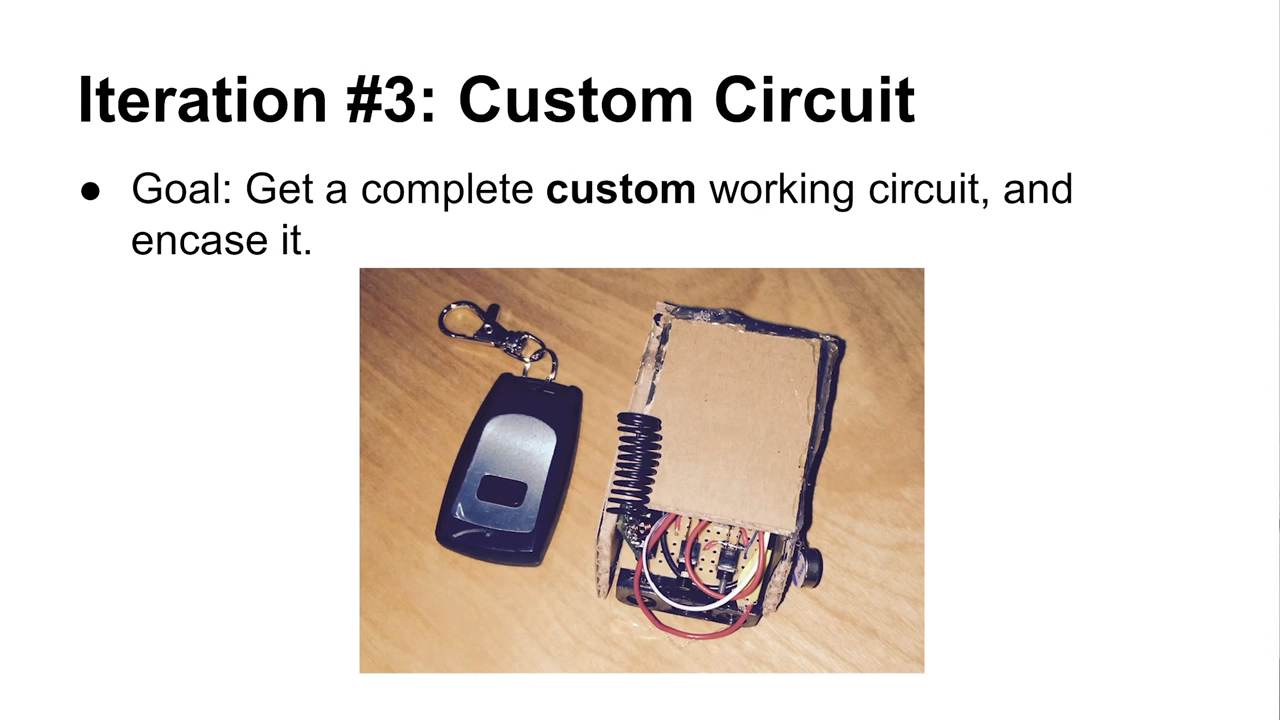 Iteration #3: Custom Circuit
● Goal: Get a complete custom working circuit, and
encase it.